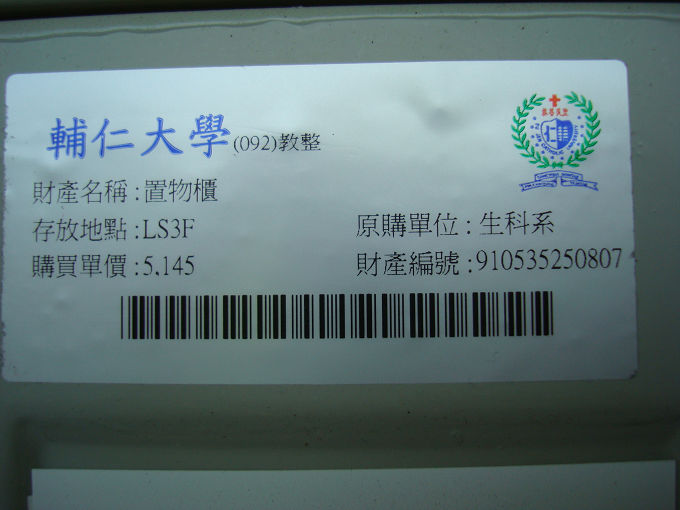 輔仁大學(092)教整
財產名稱:置物櫃
存放地點:LS3F
原購單位:生科系
購買單價:5,145
財產編號:910535250807